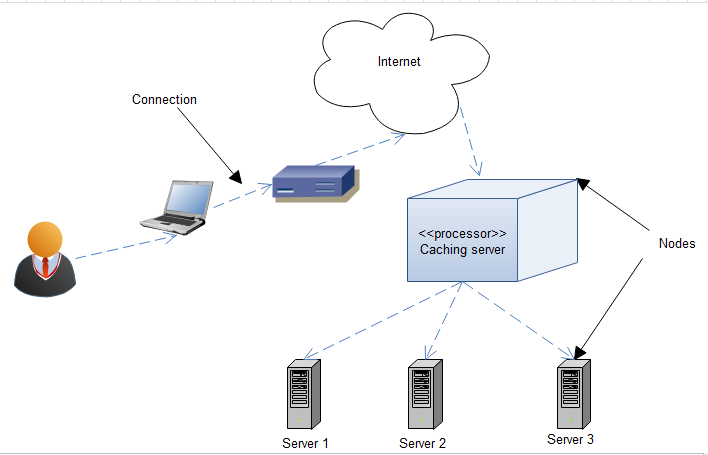 Internet
Connection
<<processor>>
Caching server
Nodes
Server 1
Server 2
Server 3